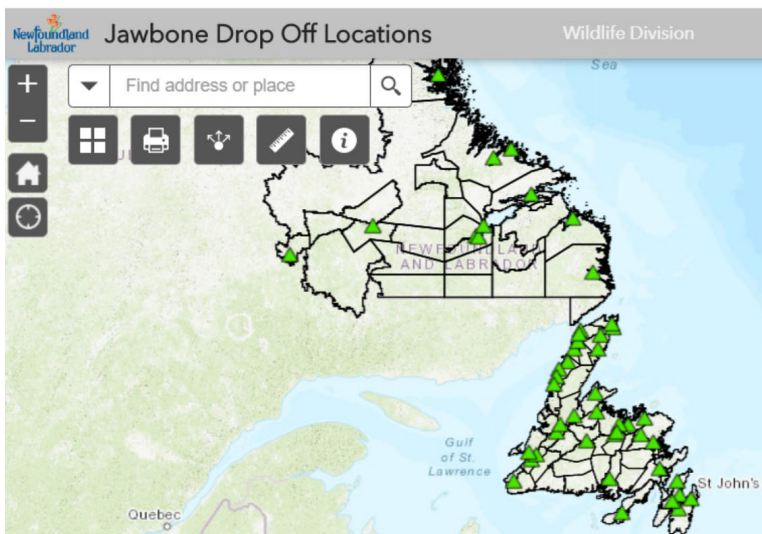 Newfoundland
Labrador
Jawbone Drop Off Locations
Wildlife Division
Find address or place
Sea
NEWFOUNDLAND
AND LABRADOR
Gulf
of St.
Lawrence
St John's
Quebec